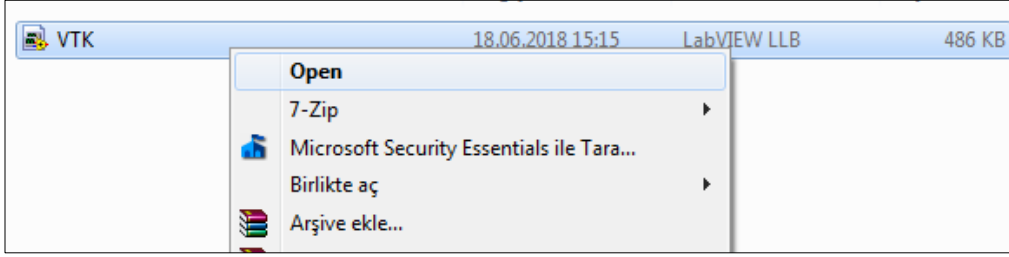 VTK 18.06.2018 15:15 LabVIEW LLB 486 KB
Open
7-Zip
Microsoft Security Essentials ile Tara...
Birlikte aç
Arşive ekle...